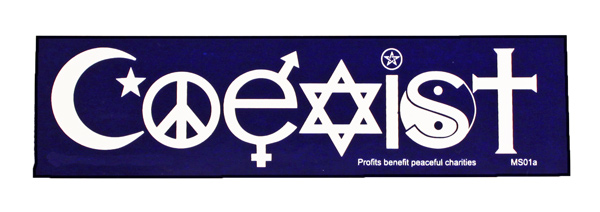 Coexist
Profits benefit peaceful charities
MS01a